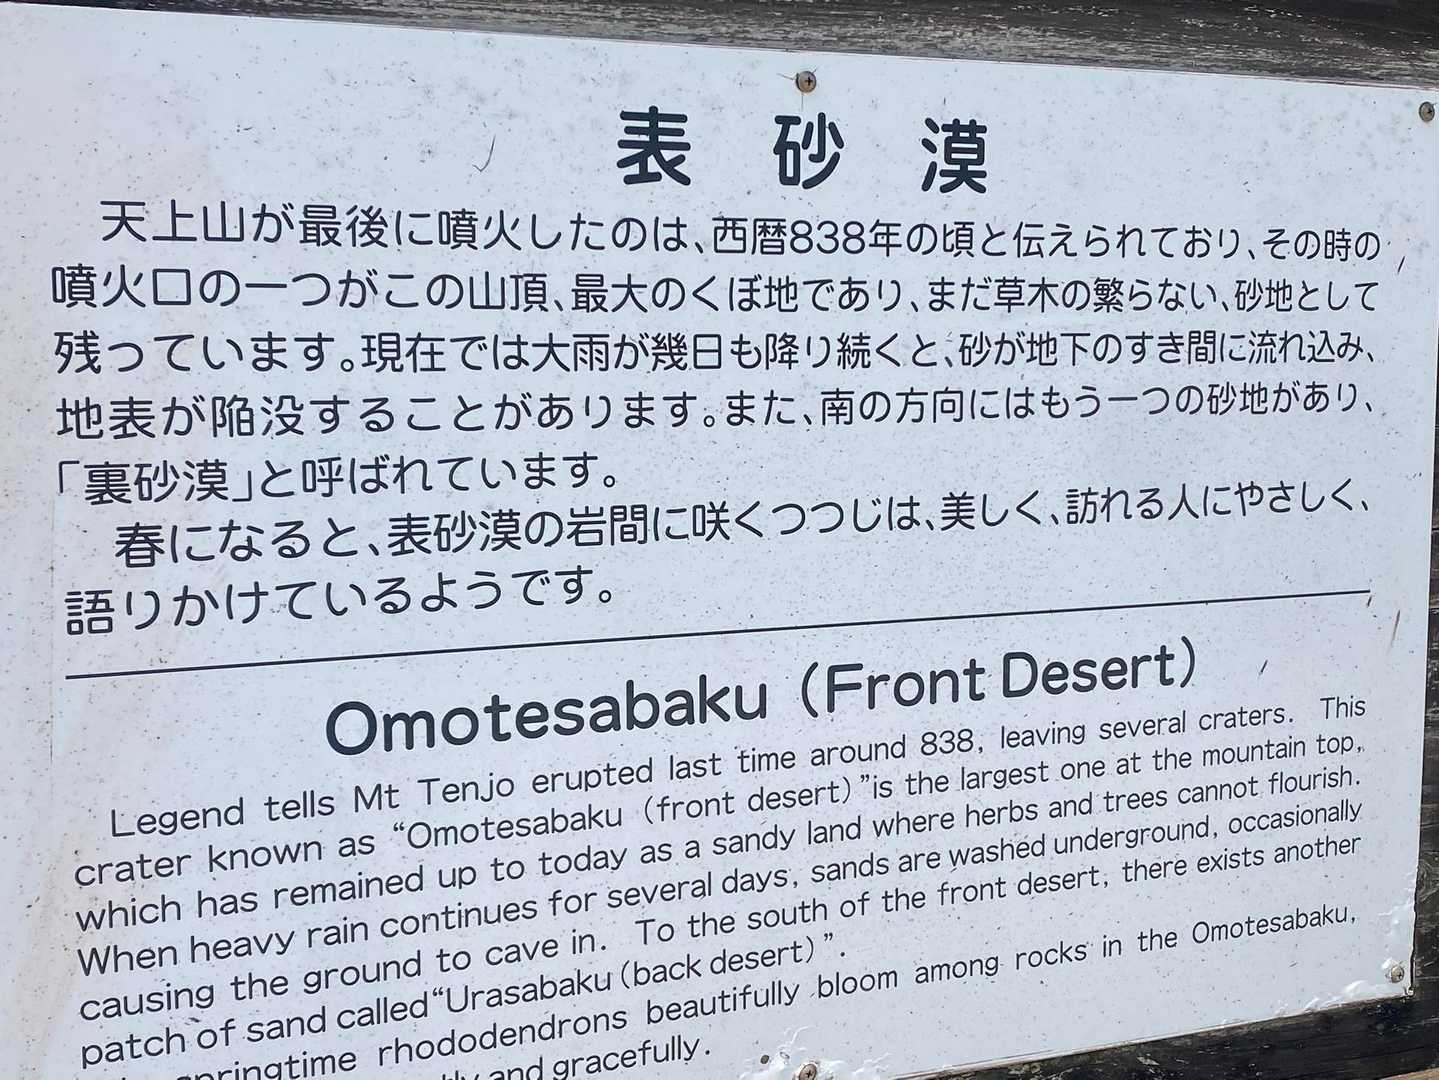 表砂漠
天上山が最後に噴火したのは、西暦838年の頃と伝えられており、その時の
噴火口の一つがこの山頂、最大のくぼ地であり、まだ草木の繁らない、砂地として
残っています。現在では大雨が幾日も降り続くと、砂が地下のすき間に流れ込み、
地表が陥没することがあります。また、南の方向にはもう一つの砂地があり、
「裏砂漠」と呼ばれています。
春になると、表砂漠の岩間に咲くつつじは、美しく、訪れる人にやさしく、
語りかけているようです。
Omotesabaku (Front Desert)
Legend tells Mt Tenjo erupted last time around 838, leaving several craters. This
crater known as “Omotesabaku (front desert)”is the largest one at the mountain top,
which has remained up to today as a sandy land where herbs and trees cannot flourish.
When heavy rain continues for several days, sands are washed underground, occasionally
causing the ground to cave in. To the south of the front desert, there exists another
patch of sand called“Urasabaku(back desert)”.
springtime rhododendrons beautifully bloom among rocks in the Omotesabaku,
and gracefully.